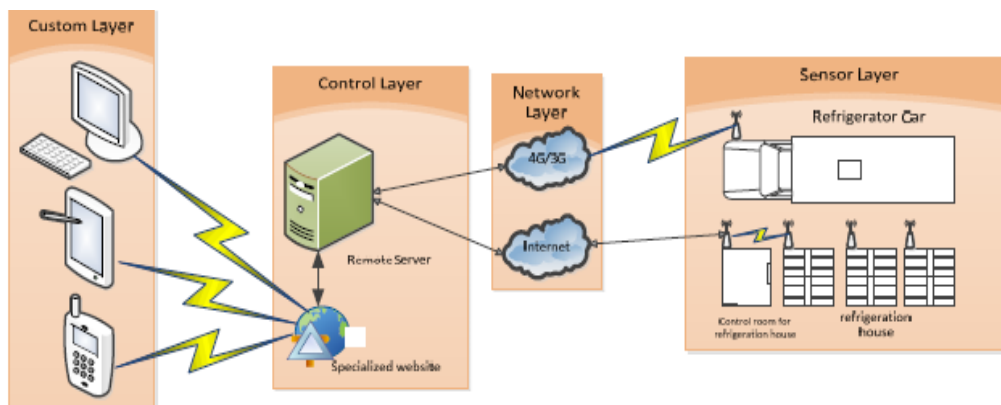 Custom Layer
Control Layer
Remote Server
Specialized website
Network
Layer
4G/3G
Internet
Sensor Layer
Refrigerator Car
Control room for
refrigeration house
refrigeration
house